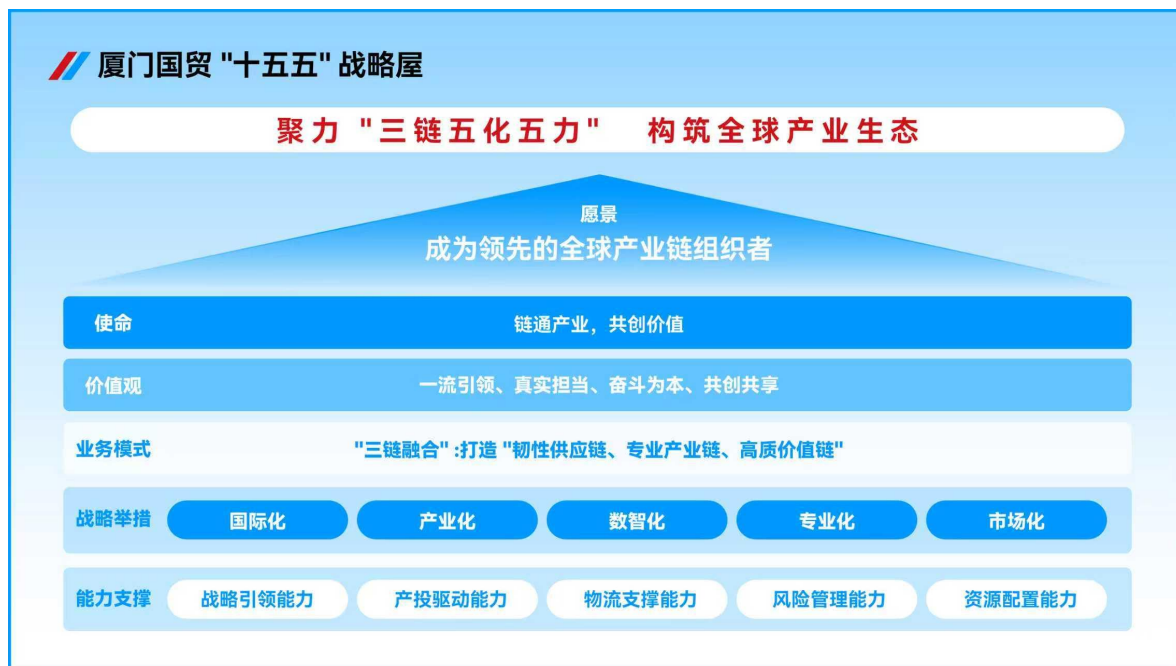 厦门国贸 "十五五" 战略屋
聚力 "三链五化五力" 构筑全球产业生态
愿景
成为领先的全球产业链组织者
使命 链通产业，共创价值
价值观 一流引领、真实担当、奋斗为本、共创共享
业务模式 "三链融合" :打造 "韧性供应链、专业产业链、高质价值链"
战略举措 国际化 产业化 数智化 专业化 市场化
能力支撑 战略引领能力 产投驱动能力 物流支撑能力 风险管理能力 资源配置能力